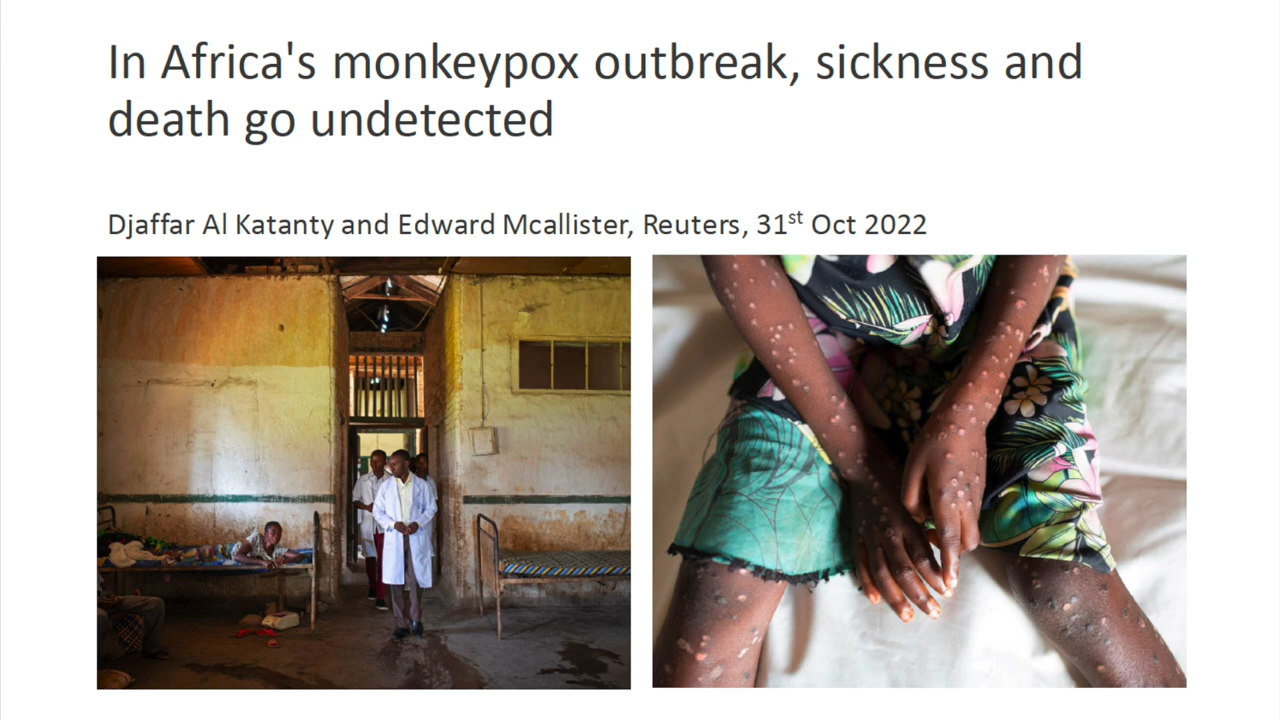 In Africa's monkeypox outbreak, sickness and
death go undetected
Djaffar Al Katanty and Edward Mcallister, Reuters, 31st Oct 2022